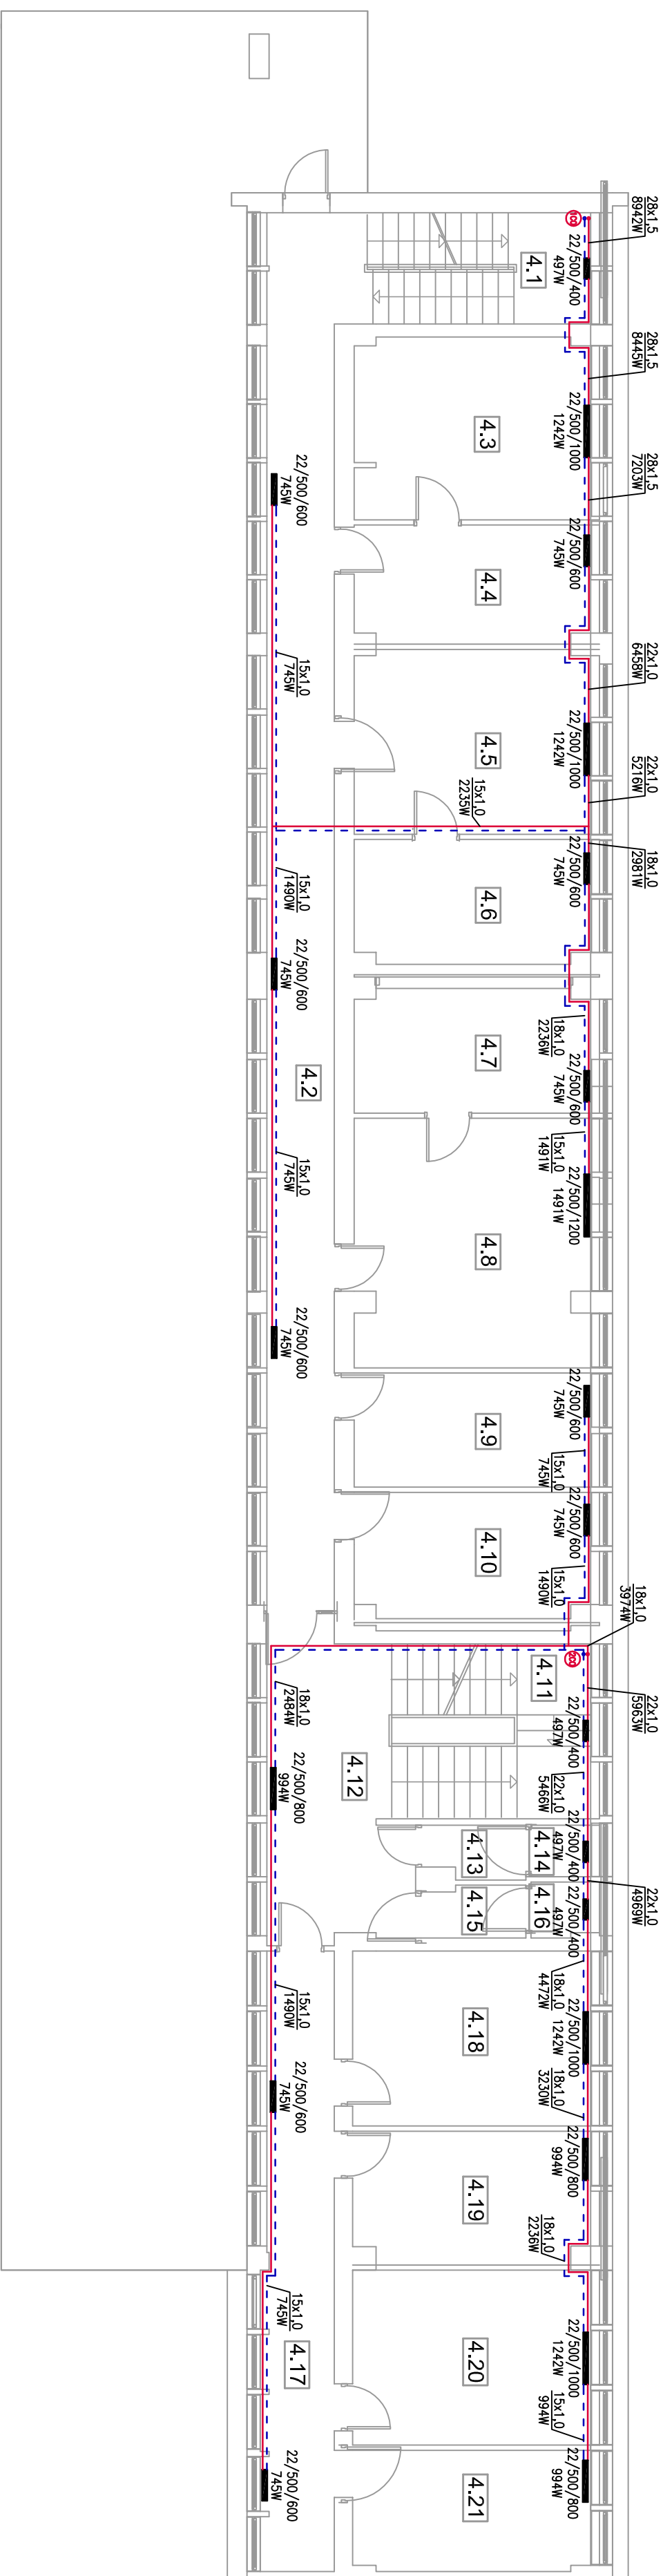 28x1,5
8942W
100
22/500/400
497W
4.1
28x1,5
8445W
22/500/1000
1242W
4.3
28x1,5
7203W
22/500/600
745W
4.4
22/500/600
745W
15x1,0
745W
22x1,0
6458W
22/500/1000
1242W
4.5
22x1,0
5216W
15x1,0
2235W
18x1,0
2981W
22/500/600
745W
4.6
15x1,0
1490W
22/500/600
745W
4.2
18x1,0
2236W
22/500/600
745W
4.7
15x1,0
1491W
22/500/1200
1491W
4.8
15x1,0
745W
22/500/600
745W
22/500/600
745W
4.9
15x1,0
745W
22/500/600
745W
4.10
15x1,0
1490W
18x1,0
3974W
200
4.11
22x1,0
5963W
22/500/400
497W
22x1,0
5466W
18x1,0
2484W
4.12
22/500/800
994W
22/500/400
497W
4.13
4.14
22x1,0
4969W
22/500/400
497W
4.15
4.16
18x1,0
4472W
22/500/1000
1242W
4.18
18x1,0
3230W
15x1,0
1490W
22/500/600
745W
22/500/800
994W
4.19
18x1,0
2236W
15x1,0
745W
4.17
22/500/1000
1242W
4.20
15x1,0
994W
22/500/800
994W
4.21
22/500/600
745W